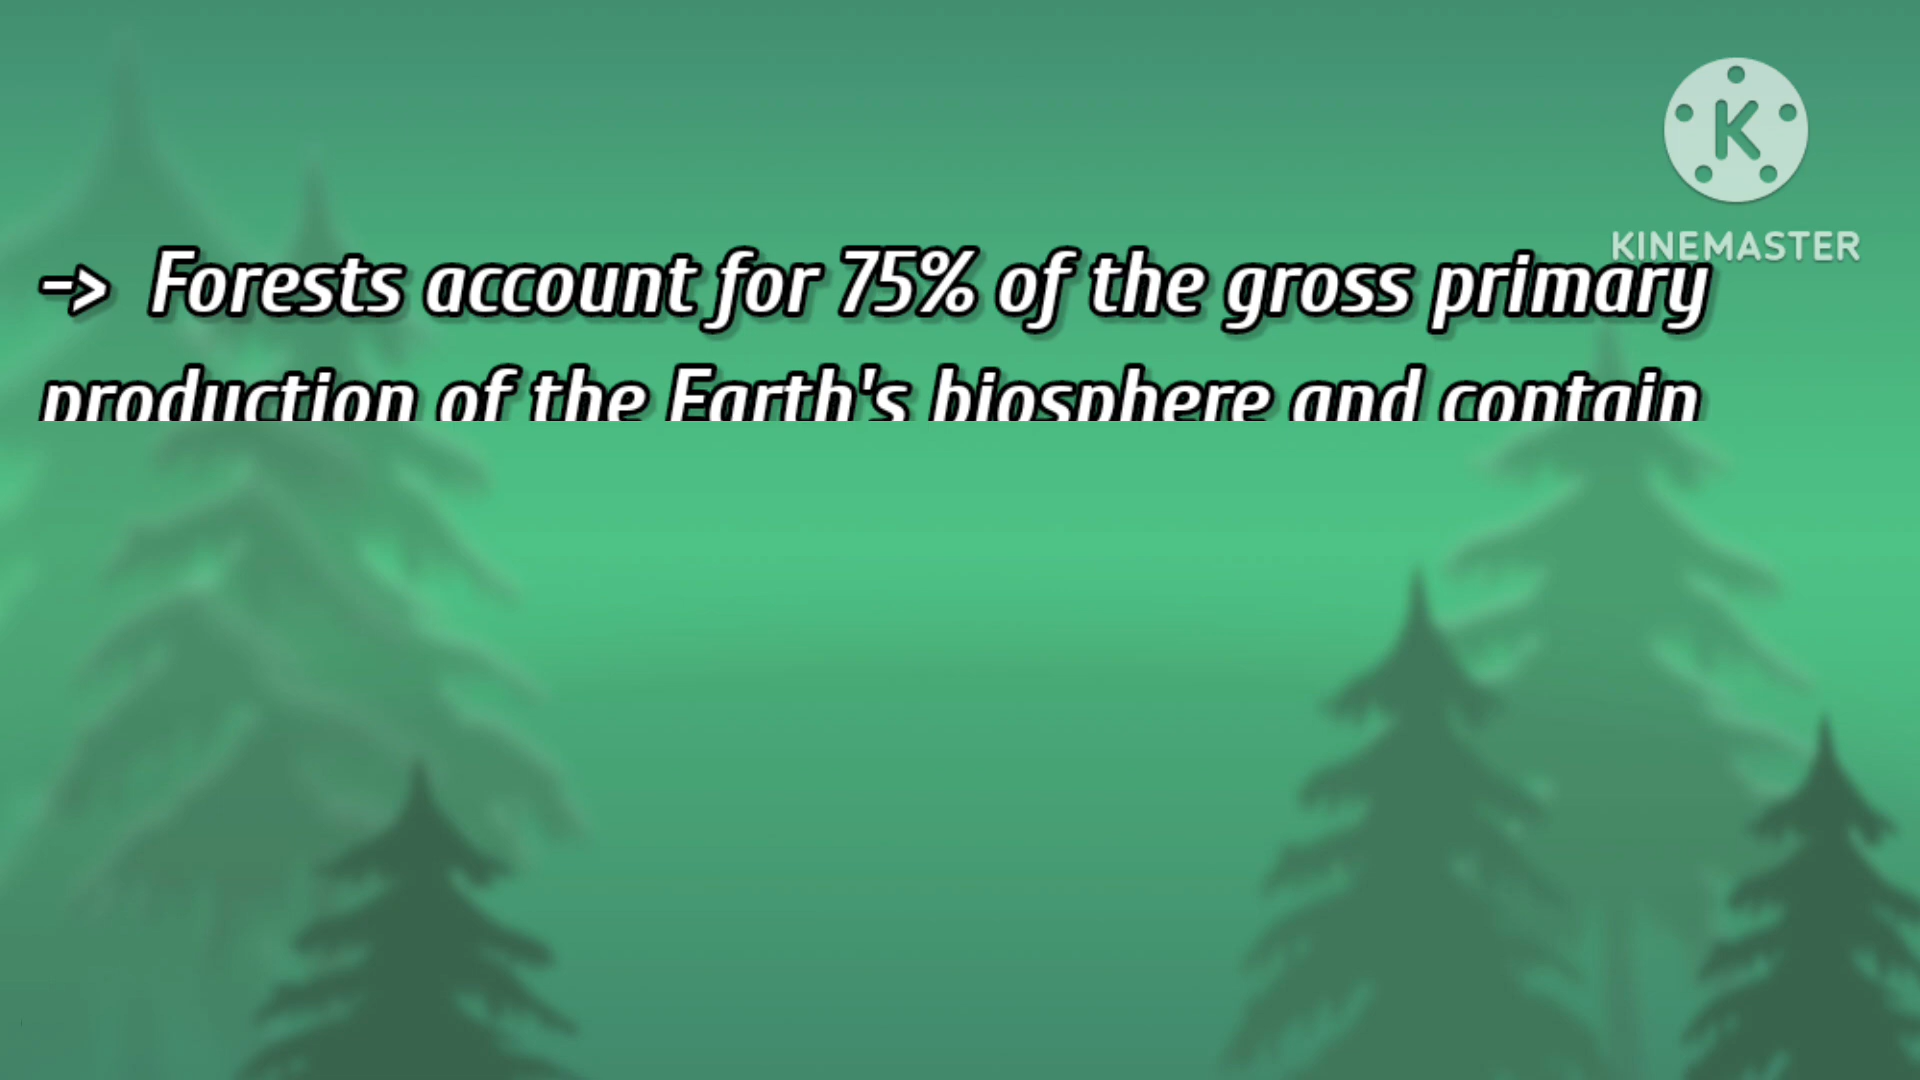 K
KINEMASTER
-> Forests account for 75% of the gross primary
production of the Earth's biosphere and contain